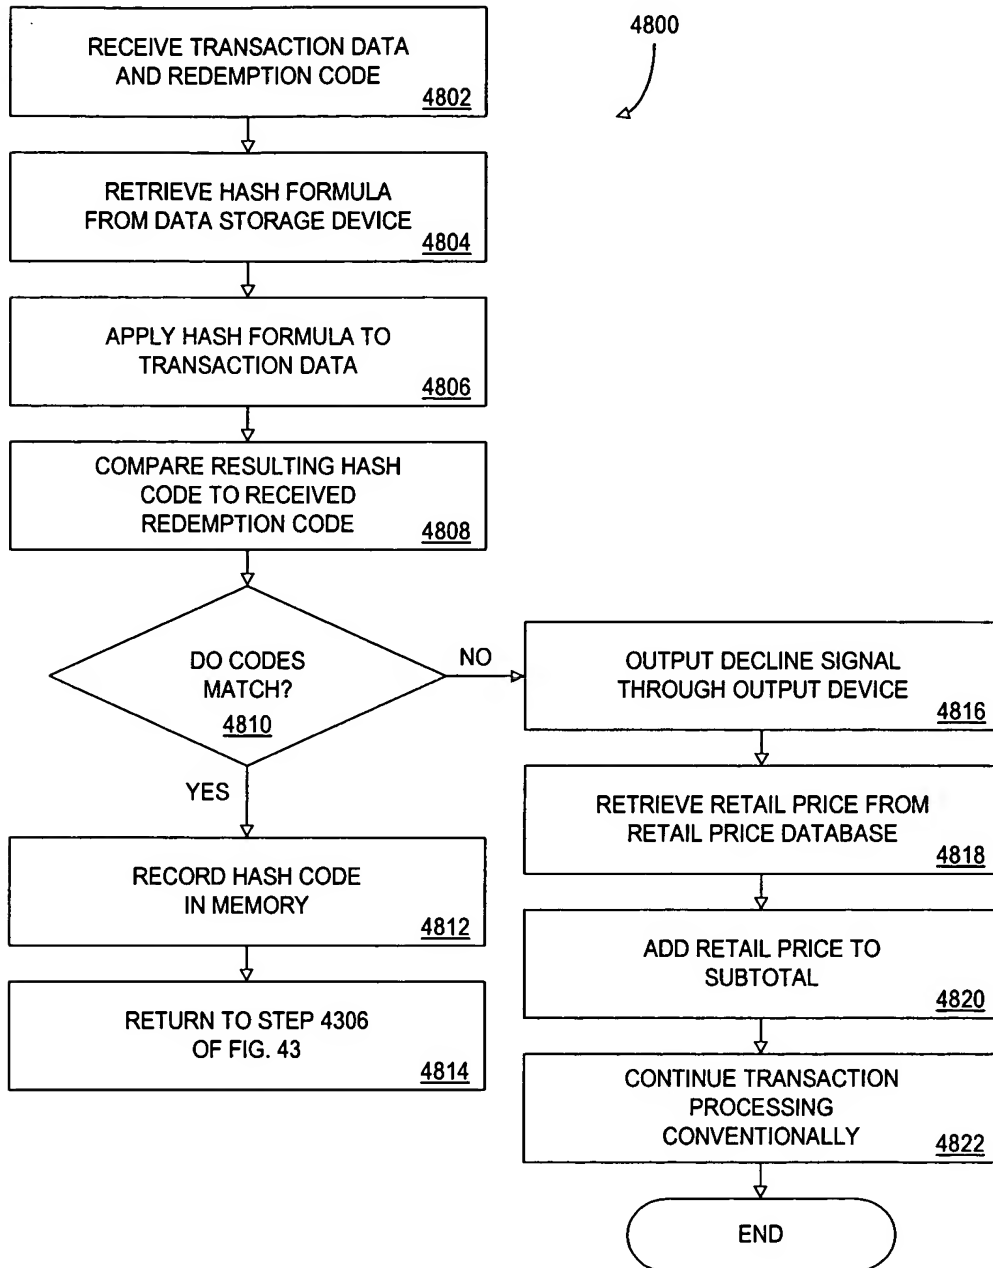 4800
RECEIVE TRANSACTION DATA
AND REDEMPTION CODE
4802
RETRIEVE HASH FORMULA
FROM DATA STORAGE DEVICE
4804
APPLY HASH FORMULA TO
TRANSACTION DATA
4806
COMPARE RESULTING HASH
CODE TO RECEIVED
REDEMPTION CODE
4808
DO CODES
MATCH?
4810
NO
YES
RECORD HASH CODE
IN MEMORY
4812
RETURN TO STEP 4306
OF FIG. 43
4814
OUTPUT DECLINE SIGNAL
THROUGH OUTPUT DEVICE
4816
RETRIEVE RETAIL PRICE FROM
RETAIL PRICE DATABASE
4818
ADD RETAIL PRICE TO
SUBTOTAL
4820
CONTINUE TRANSACTION
PROCESSING
CONVENTIONALLY
4822
END